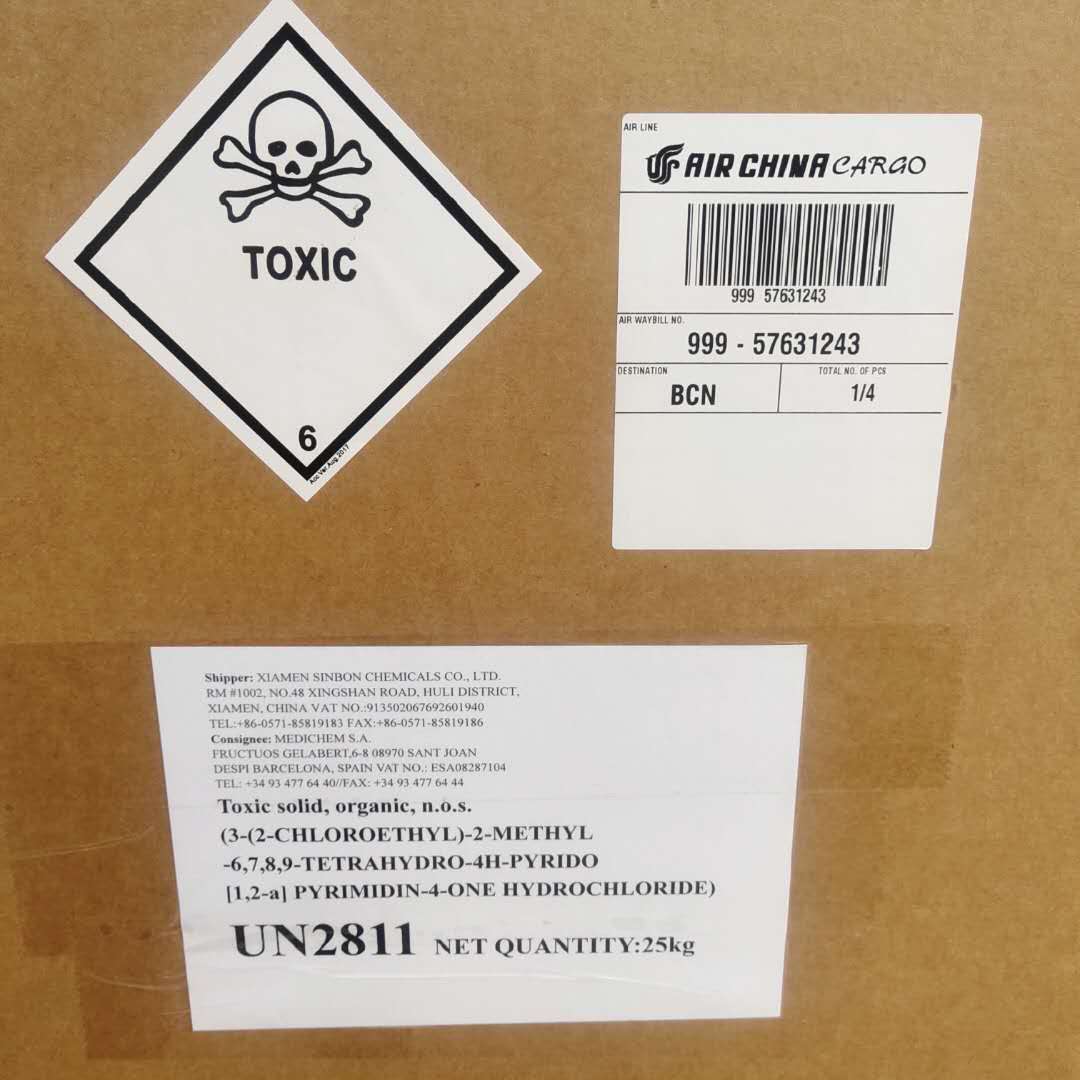 TOXIC
6
Acc Ver.Aug 2017
AIR LINE
AIR CHINA CARGO
999 57631243
AIR WAYBILL NO.
999 - 57631243
DESTINATION
BCN
TOTAL NO. OF PCS
1/4
Shipper: XIAMEN SINBON CHEMICALS CO., LTD.
RM #1002, NO.48 XINGSHAN ROAD, HULI DISTRICT,
XIAMEN, CHINA VAT NO.:913502067692601940
TEL:+86-0571-85819183 FAX:+86-0571-85819186
Consignee: MEDICHEM S.A.
FRUCTUOS GELABERT,6-8 08970 SANT JOAN
DESPI BARCELONA, SPAIN VAT NO.: ESA08287104
TEL: +34 93 477 64 40//FAX: +34 93 477 64 44
Toxic solid, organic, n.o.s.
(3-(2-CHLOROETHYL)-2-METHYL
-6,7,8,9-TETRAHYDRO-4H-PYRIDO
[1,2-a] PYRIMIDIN-4-ONE HYDROCHLORIDE)
UN2811 NET QUANTITY:25kg